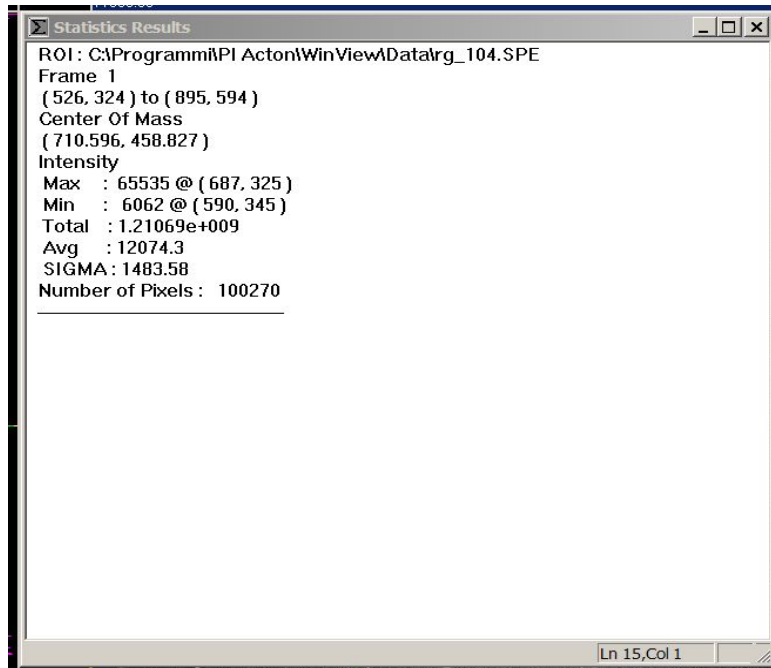 Statistics Results
ROI : C:\Programmi\PI Acton\WinView\Data\rg_104.SPE
Frame 1
( 526, 324 ) to ( 895, 594 )
Center Of Mass
( 710.596, 458.827 )
Intensity
Max : 65535 @ ( 687, 325 )
Min : 6062 @ ( 590, 345 )
Total : 1.21069e+009
Avg : 12074.3
SIGMA : 1483.58
Number of Pixels : 100270
Ln 15,Col 1